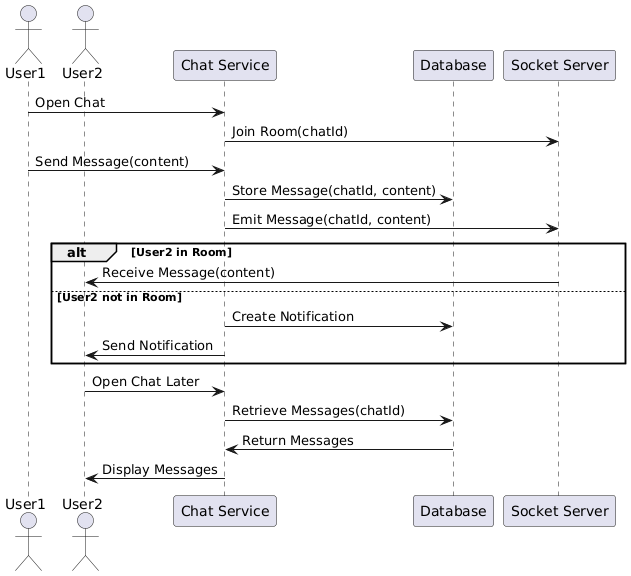 User1 User2 Chat Service Database Socket Server
Open Chat
Join Room(chatId)
Send Message(content)
Store Message(chatId, content)
Emit Message(chatId, content)
alt [User2 in Room]
Receive Message(content)
[User2 not in Room]
Create Notification
Send Notification
Open Chat Later
Retrieve Messages(chatId)
Return Messages
Display Messages
User1 User2 Chat Service Database Socket Server